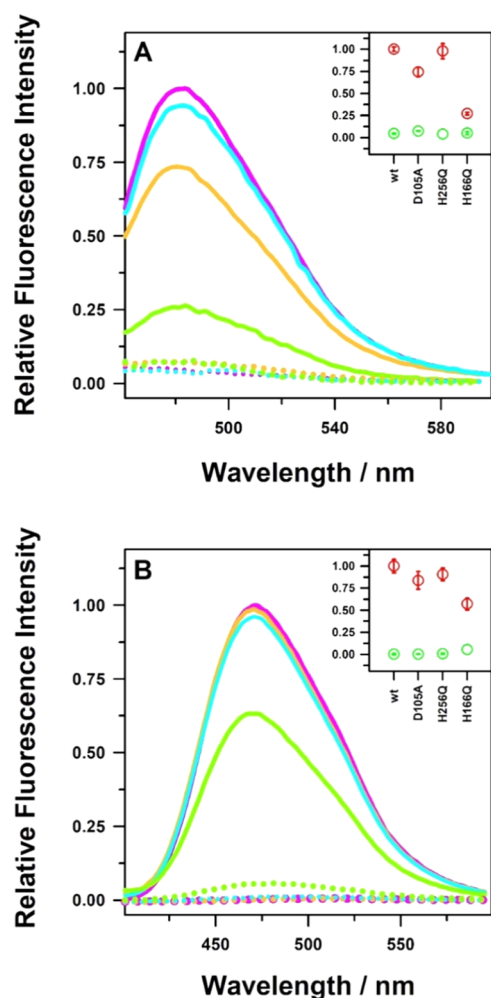 A
Relative Fluorescence Intensity
1.00
0.75
0.50
0.25
0.00
500
540
580
Wavelength / nm
1.00
0.75
0.50
0.25
0.00
wt
D105A
H256Q
H166Q
B
Relative Fluorescence Intensity
1.00
0.75
0.50
0.25
0.00
450
500
550
Wavelength / nm
1.00
0.75
0.50
0.25
0.00
wt
D105A
H256Q
H166Q